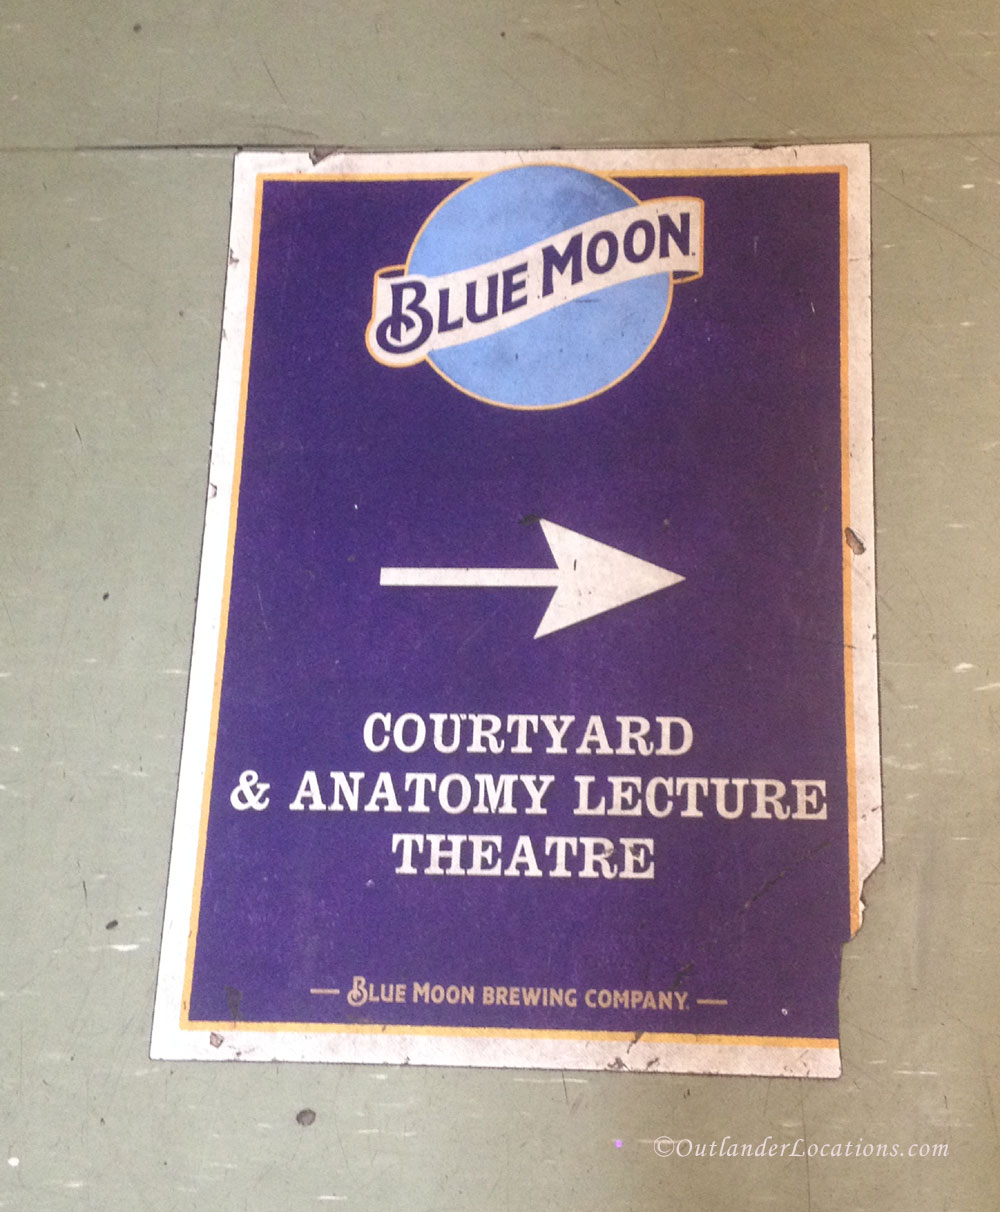 BLUE MOON
COURTYARD
& ANATOMY LECTURE
THEATRE
— BLUE MOON BREWING COMPANY. —
©OutlanderLocations.com